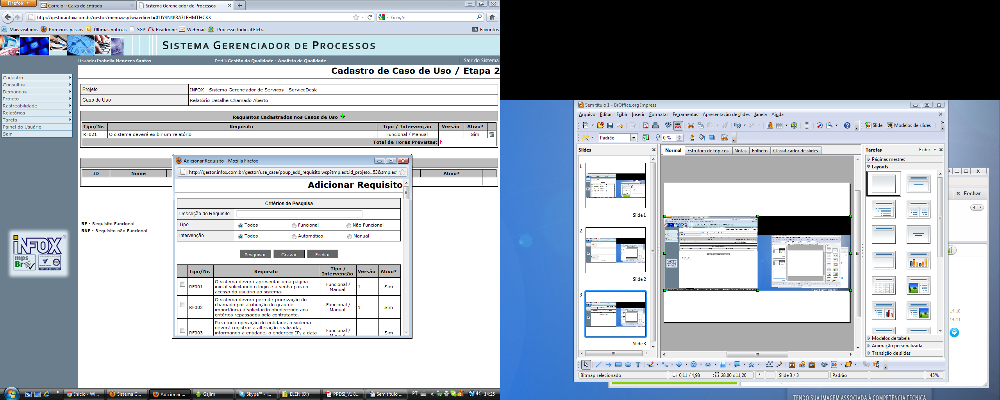 Firefox
Correio :: Caixa de Entrada
Sistema Gerenciador de Processos
http://gestor.infox.com.br/gestor/menu.wsp?wi.redirect=01JY4N4K3A7LEHMTHCKX
Google
Mais visitados
Primeiros passos
Últimas notícias
SGP
Readmine
Webmail
Processo Judicial Eletr...
Favoritos
http
SISTEMA GERENCIADOR DE PROCESSOS
Usuário:Isabella Menezes Santos
Perfil:Gestão da Qualidade - Analista de Qualidade
Sair do Sistema
Cadastro
Consultas
Demandas
Projeto
Rastreabilidade
Relatórios
Tarefa
Painel do Usuário
Sair
Cadastro de Caso de Uso / Etapa 2
Projeto
INFOX - Sistema Gerenciador de Serviços - ServiceDesk
Caso de Uso
Relatório Detalhe Chamado Aberto
Requisitos Cadastrados nos Casos de Uso
Tipo/Nr. Requisito Tipo / Intervenção Versão Ativo?
RF021 O sistema deverá exibir um relatório Funcional / Manual Sim
Total de Horas Previstas: h
ID Nome Ativo?
RF - Requisito Funcional
RNF - Requisito não Funcional
iNFOX®
mps Br
NBR ISO 9001:2008
Adicionar Requisito - Mozilla Firefox
http://gestor.infox.com.br/gestor/use_case/poup_add_requisito.wsp?tmp.edt.id_projeto=53&tmp.edt
Adicionar Requisito
Critérios de Pesquisa
Descrição do Requisito
Tipo Todos Funcional Não Funcional
Intervenção Todos Automático Manual
Pesquisar Gravar Fechar
Tipo/Nr. Requisito Tipo / Intervenção Versão Ativo?
RF001 O sistema deverá apresentar uma página
inicial solicitando o login e a senha para o
acesso do usuário ao sistema. Funcional / Manual 1 Sim
RF002 O sistema deverá permitir priorização de
chamado por atribuição de grau de
importância à solicitação obedecendo aos
critérios repassados pela contratante. Funcional / Manual 1 Sim
RF003 Para toda operação de entidade, o sistema
deverá registrar a alteração realizada,
informando a entidade, o endereço IP, a data Funcional / Manual Sim
Início - Wi...
Sistema G...
Adicionar ...
Gajim
Skype™ - i...
ELEN (D:)
PPDSI_V1.8...
Sem título ...
PT
14:25
Sem título 1 - BrOffice.org Impress
Arquivo Editar Exibir Inserir Formatar Ferramentas Apresentação de slides Janela Ajuda
Slide
Modelos de slides
Padrão
0 %
Slides
Normal Estrutura de tópicos Notas Folheto Classificador de slides
Tarefas
Exibir
Páginas mestres
Layouts
1
Slide 1
2
Slide 2
3
Slide 3
SISTEMA GERENCIADOR DE PROCESSOS
Cadastro de Caso de Uso / Etapa 2
Modelos de tabela
Animação personalizada
Transição de slides
Bitmap selecionado
0,11 / 4,98
28,00 x 11,20
*
Slide 3 / 3
Padrão
45%
Fechar
14:10
14:11
TENDO SUA IMAGEM ASSOCIADA À COMPETÊNCIA TÉCNICA